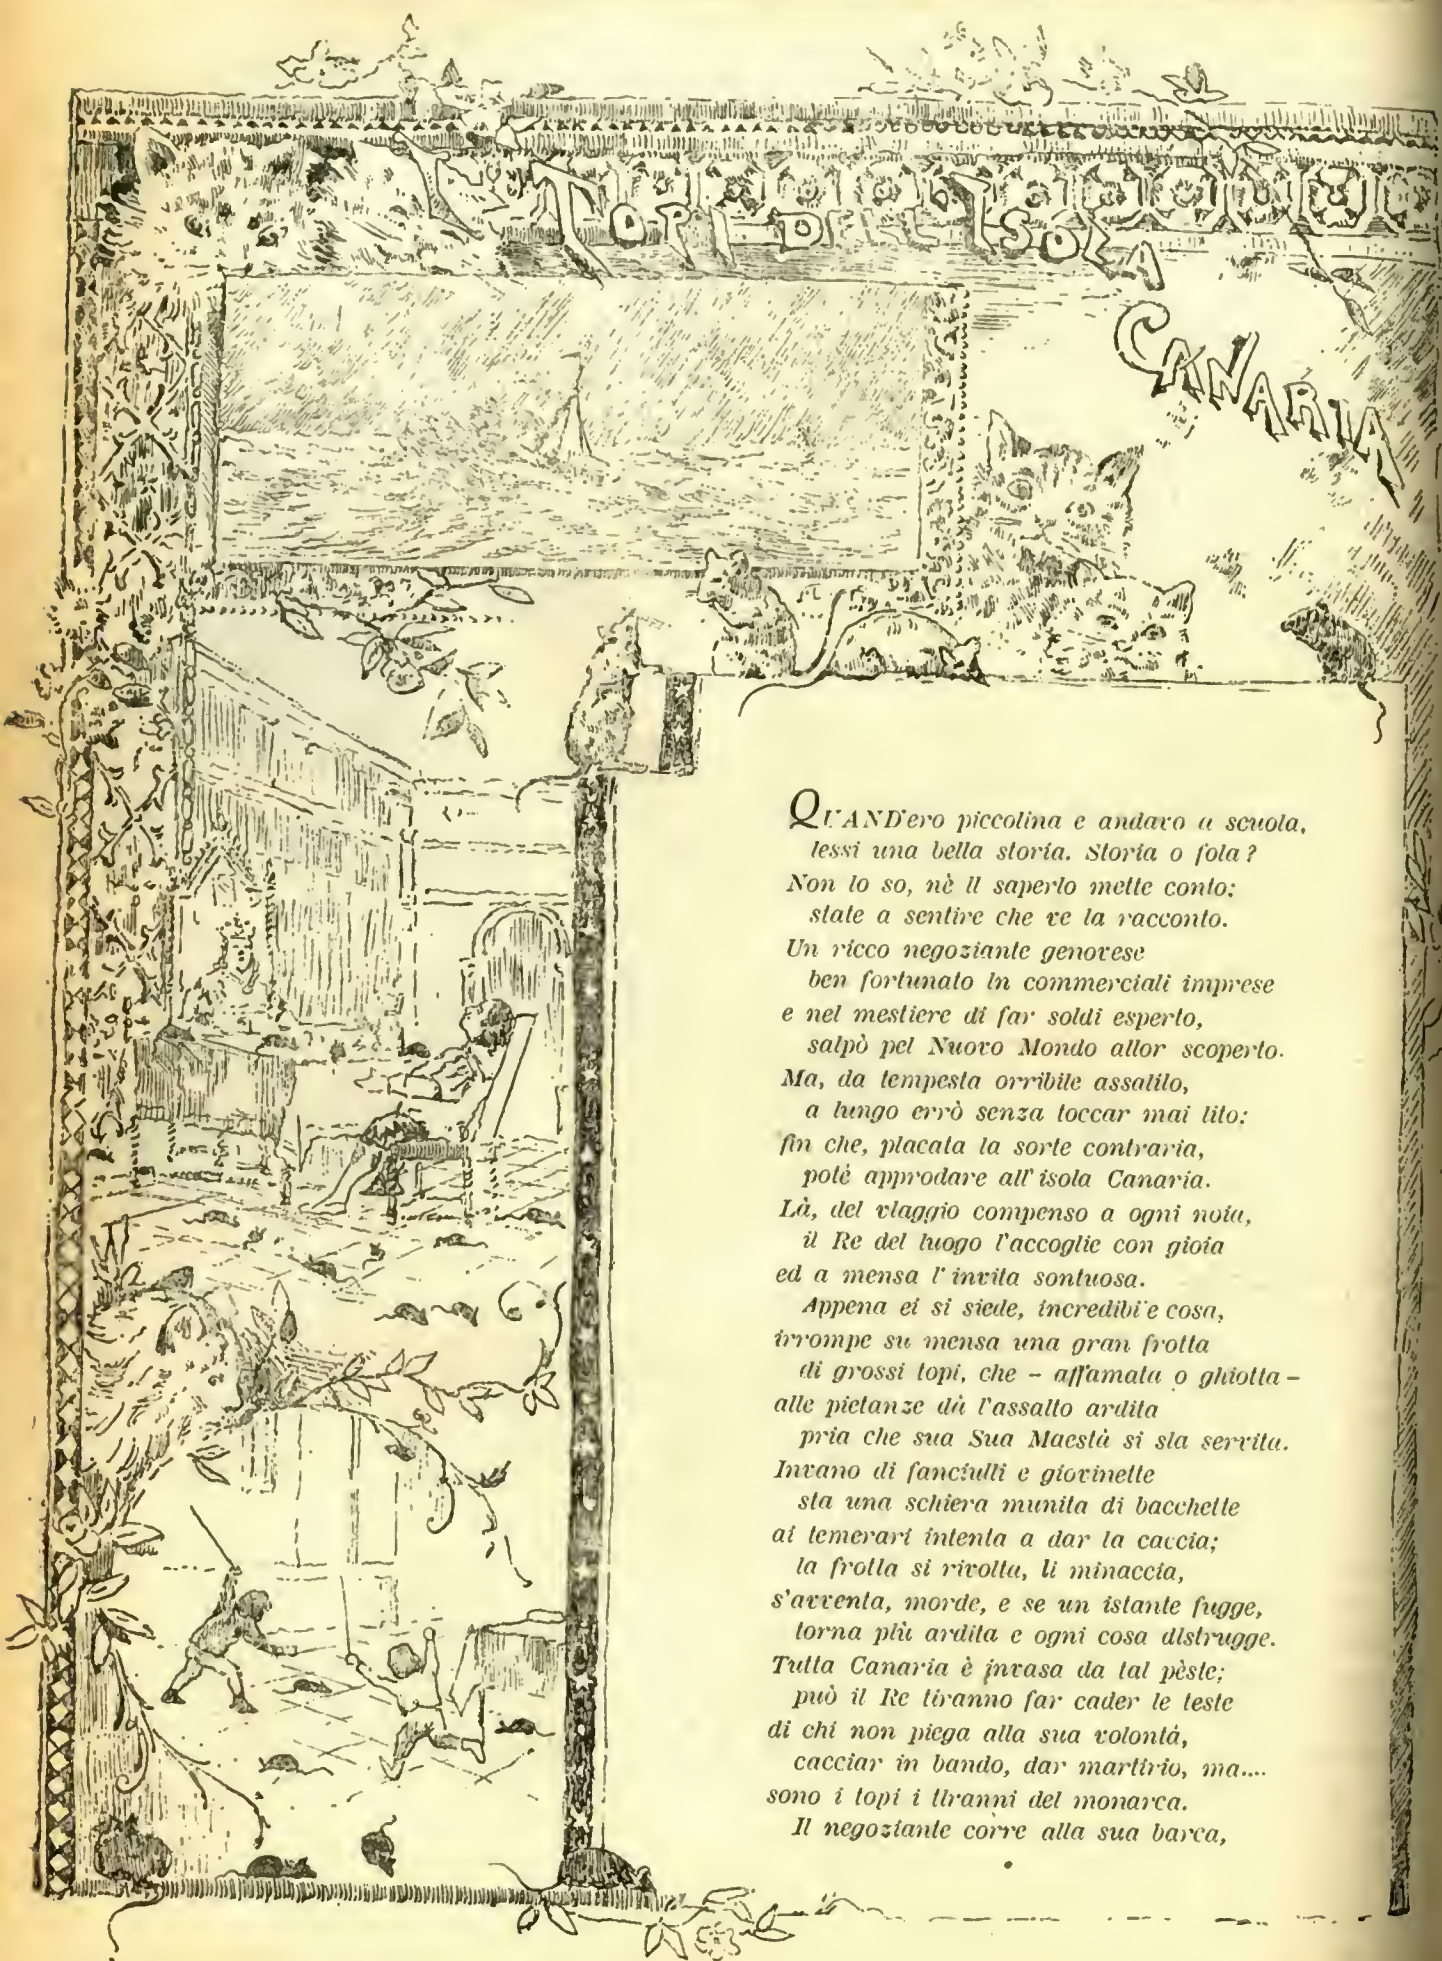 I TOPI DELL'ISOLA
CANARIA
QUAND'ero piccolina e andavo a scuola,
lessi una bella storia. Storia o fola?
Non lo so, nè il saperlo mette conto:
state a sentire che ve la racconto.
Un ricco negoziante genovese
ben fortunato in commerciali imprese
e nel mestiere di far soldi esperto,
salpò pel Nuovo Mondo allor scoperto.
Ma, da tempesta orribile assalito,
a lungo errò senza toccar mai lito:
fin che, placata la sorte contraria,
potè approdare all'isola Canaria.
Là, del viaggio compenso a ogni noia,
il Re del luogo l'accoglie con gioia
ed a mensa l'invita sontuosa.
Appena ei si siede, incredibile cosa,
irrompe su mensa una gran frotta
di grossi topi, che - affamata o ghiotta -
alle pietanze dà l'assalto ardita
pria che sua Sua Maestà si sia servita.
Invano di fanciulli e giovinette
sta una schiera munita di bacchette
ai temerari intenta a dar la caccia;
la frotta si rivolta, li minaccia,
s'avventa, morde, e se un istante fugge,
torna più ardita e ogni cosa distrugge.
Tutta Canaria è invasa da tal pèste;
può il Re tiranno far cader le teste
di chi non piega alla sua volontà,
cacciar in bando, dar martirio, ma....
sono i topi i tiranni del monarca.
Il negoziante corre alla sua barca,